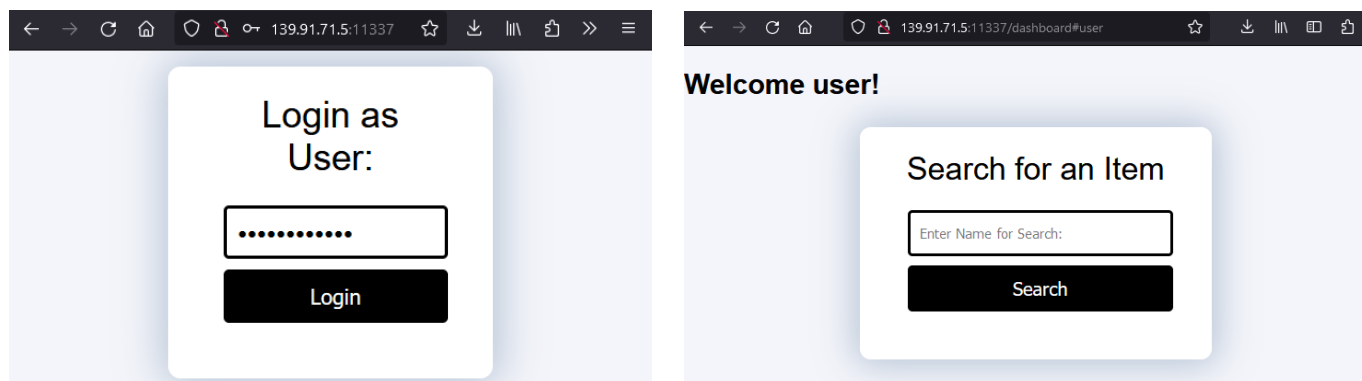 139.91.71.5:11337
Login as
User:
••••••••••••
Login
139.91.71.5:11337/dashboard#user
Welcome user!
Search for an Item
Enter Name for Search:
Search